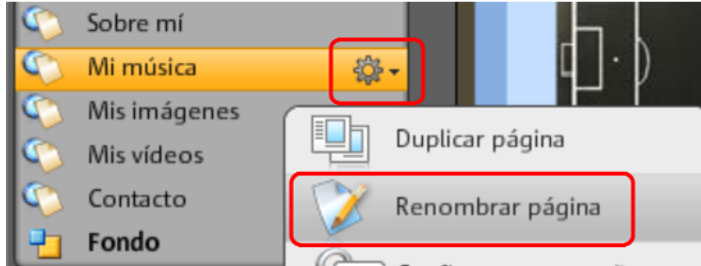 Sobre mí
Mi música
Mis imágenes
Mis vídeos
Contacto
Fondo
Duplicar página
Renombrar página